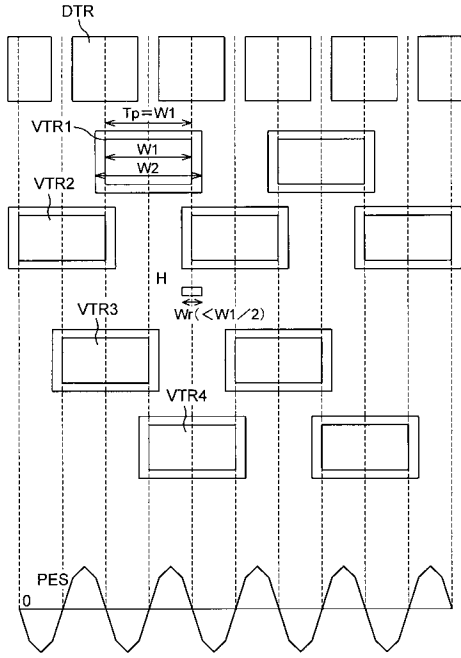 DTR
Tp=W1
VTR1
W1
W2
VTR2
H
Wr(<W1/2)
VTR3
VTR4
PES
0